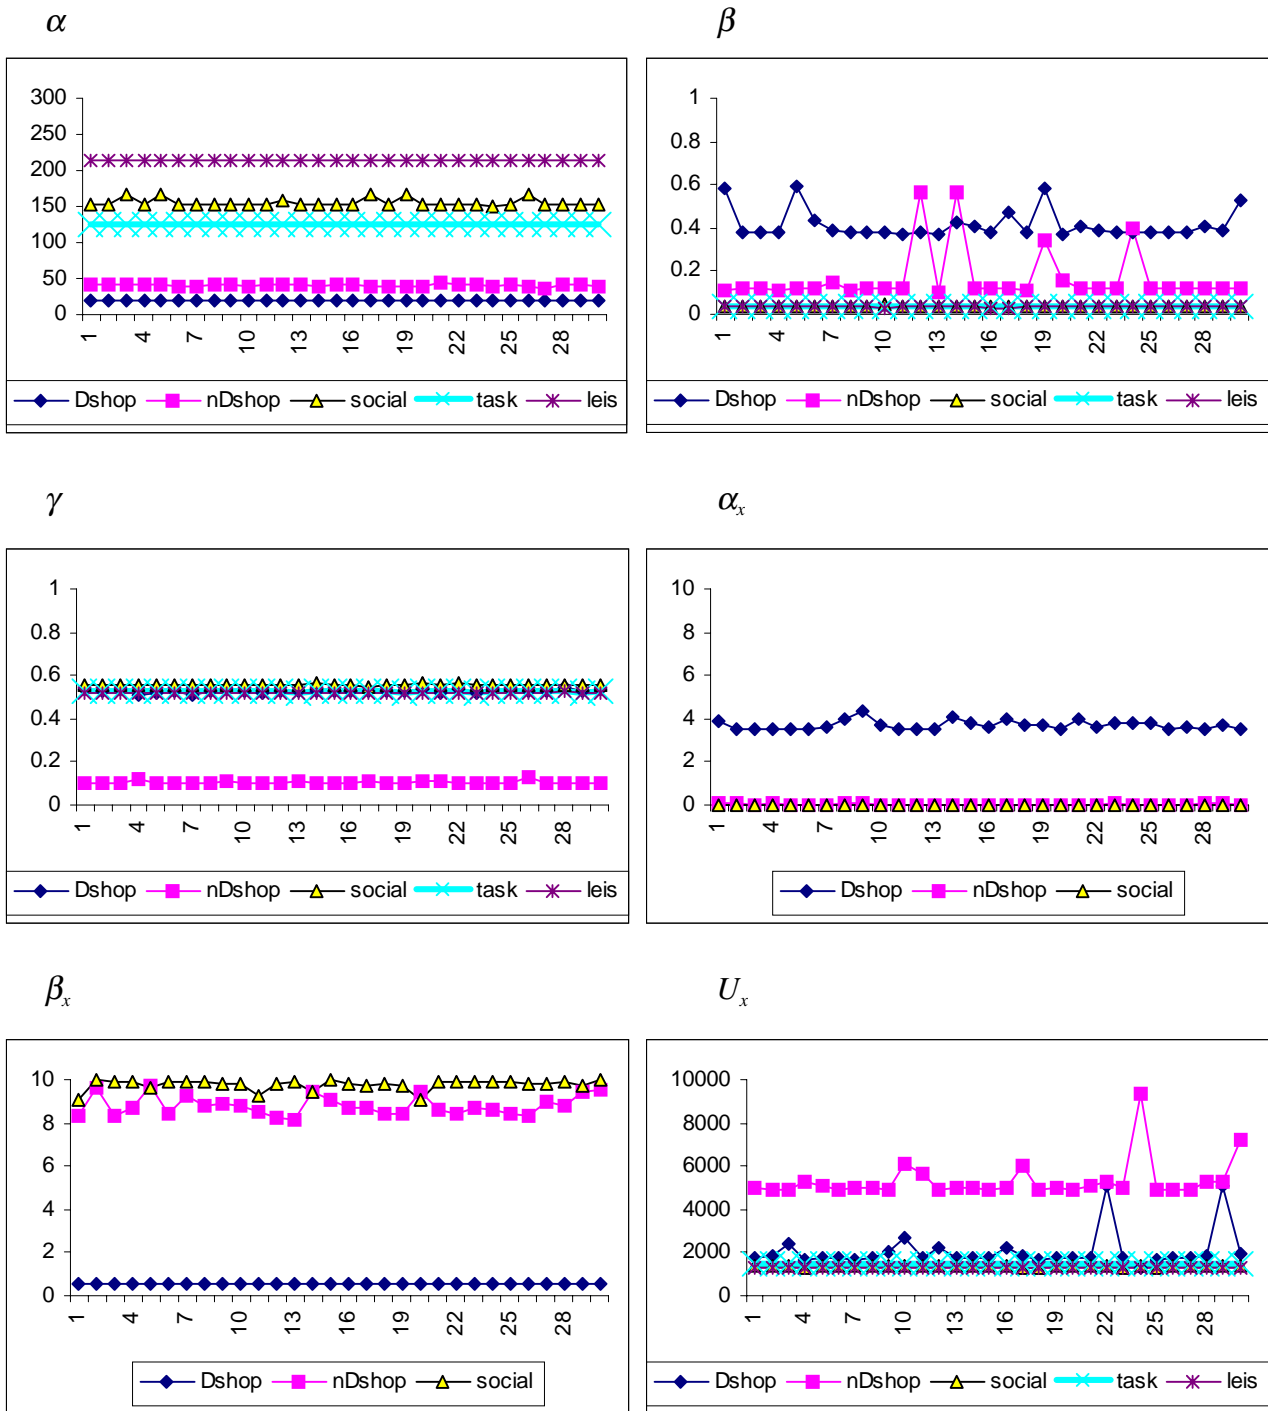 α
300
250
200
150
100
50
0
1 4 7 10 13 16 19 22 25 28
Dshop nDshop social task leis
β
1
0.8
0.6
0.4
0.2
0
1 4 7 10 13 16 19 22 25 28
Dshop nDshop social task leis
γ
1
0.8
0.6
0.4
0.2
0
1 4 7 10 13 16 19 22 25 28
Dshop nDshop social task leis
αx
10
8
6
4
2
0
1 4 7 10 13 16 19 22 25 28
Dshop nDshop social
βx
10
8
6
4
2
0
1 4 7 10 13 16 19 22 25 28
Dshop nDshop social
Ux
10000
8000
6000
4000
2000
0
1 4 7 10 13 16 19 22 25 28
Dshop nDshop social task leis